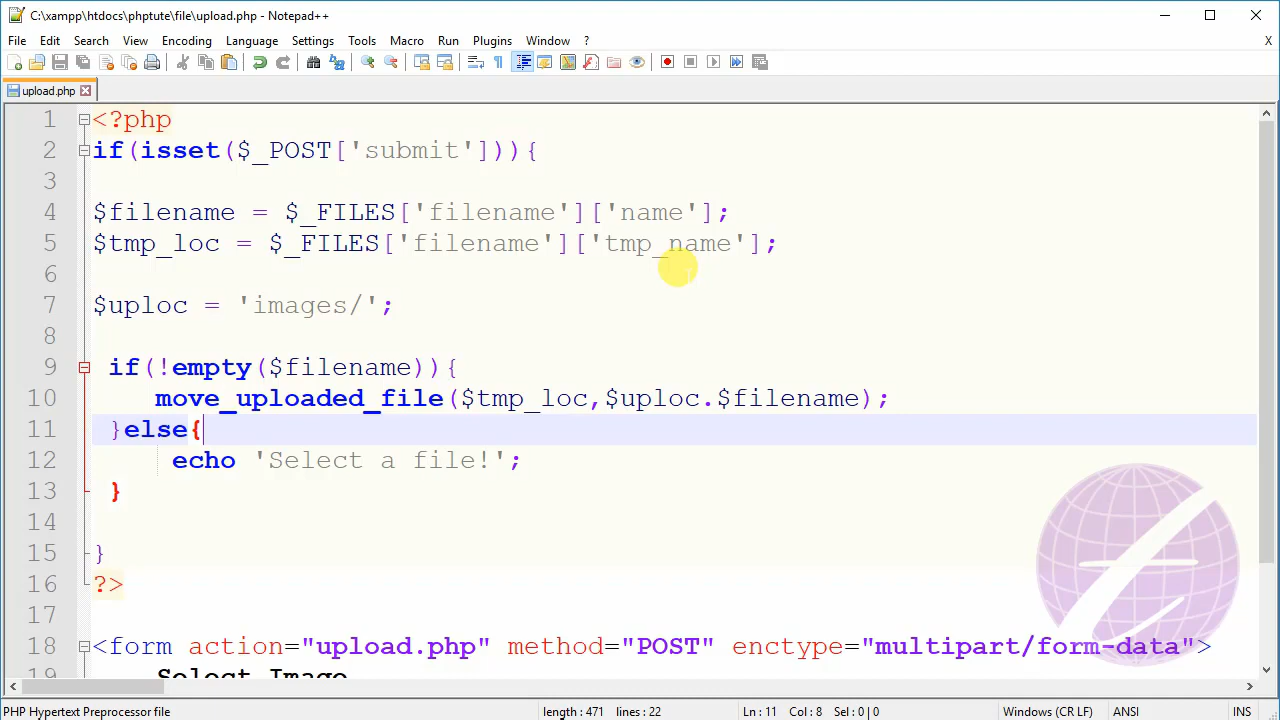 C:\xampp\htdocs\phptute\file\upload.php - Notepad++
File Edit Search View Encoding Language Settings Tools Macro Run Plugins Window ? X
upload.php
1 <?php
2 if(isset($_POST['submit'])){
3
4 $filename = $_FILES['filename']['name'];
5 $tmp_loc = $_FILES['filename']['tmp_name'];
6
7 $uploc = 'images/';
8
9 if(!empty($filename)){
10 move_uploaded_file($tmp_loc,$uploc.$filename);
11 }else{
12 echo 'Select a file!';
13 }
14
15 }
16 ?>
17
18 <form action="upload.php" method="POST" enctype="multipart/form-data">
19 Select Image
PHP Hypertext Preprocessor file length : 471 lines : 22 Ln : 11 Col : 8 Sel : 0 | 0 Windows (CR LF) ANSI INS